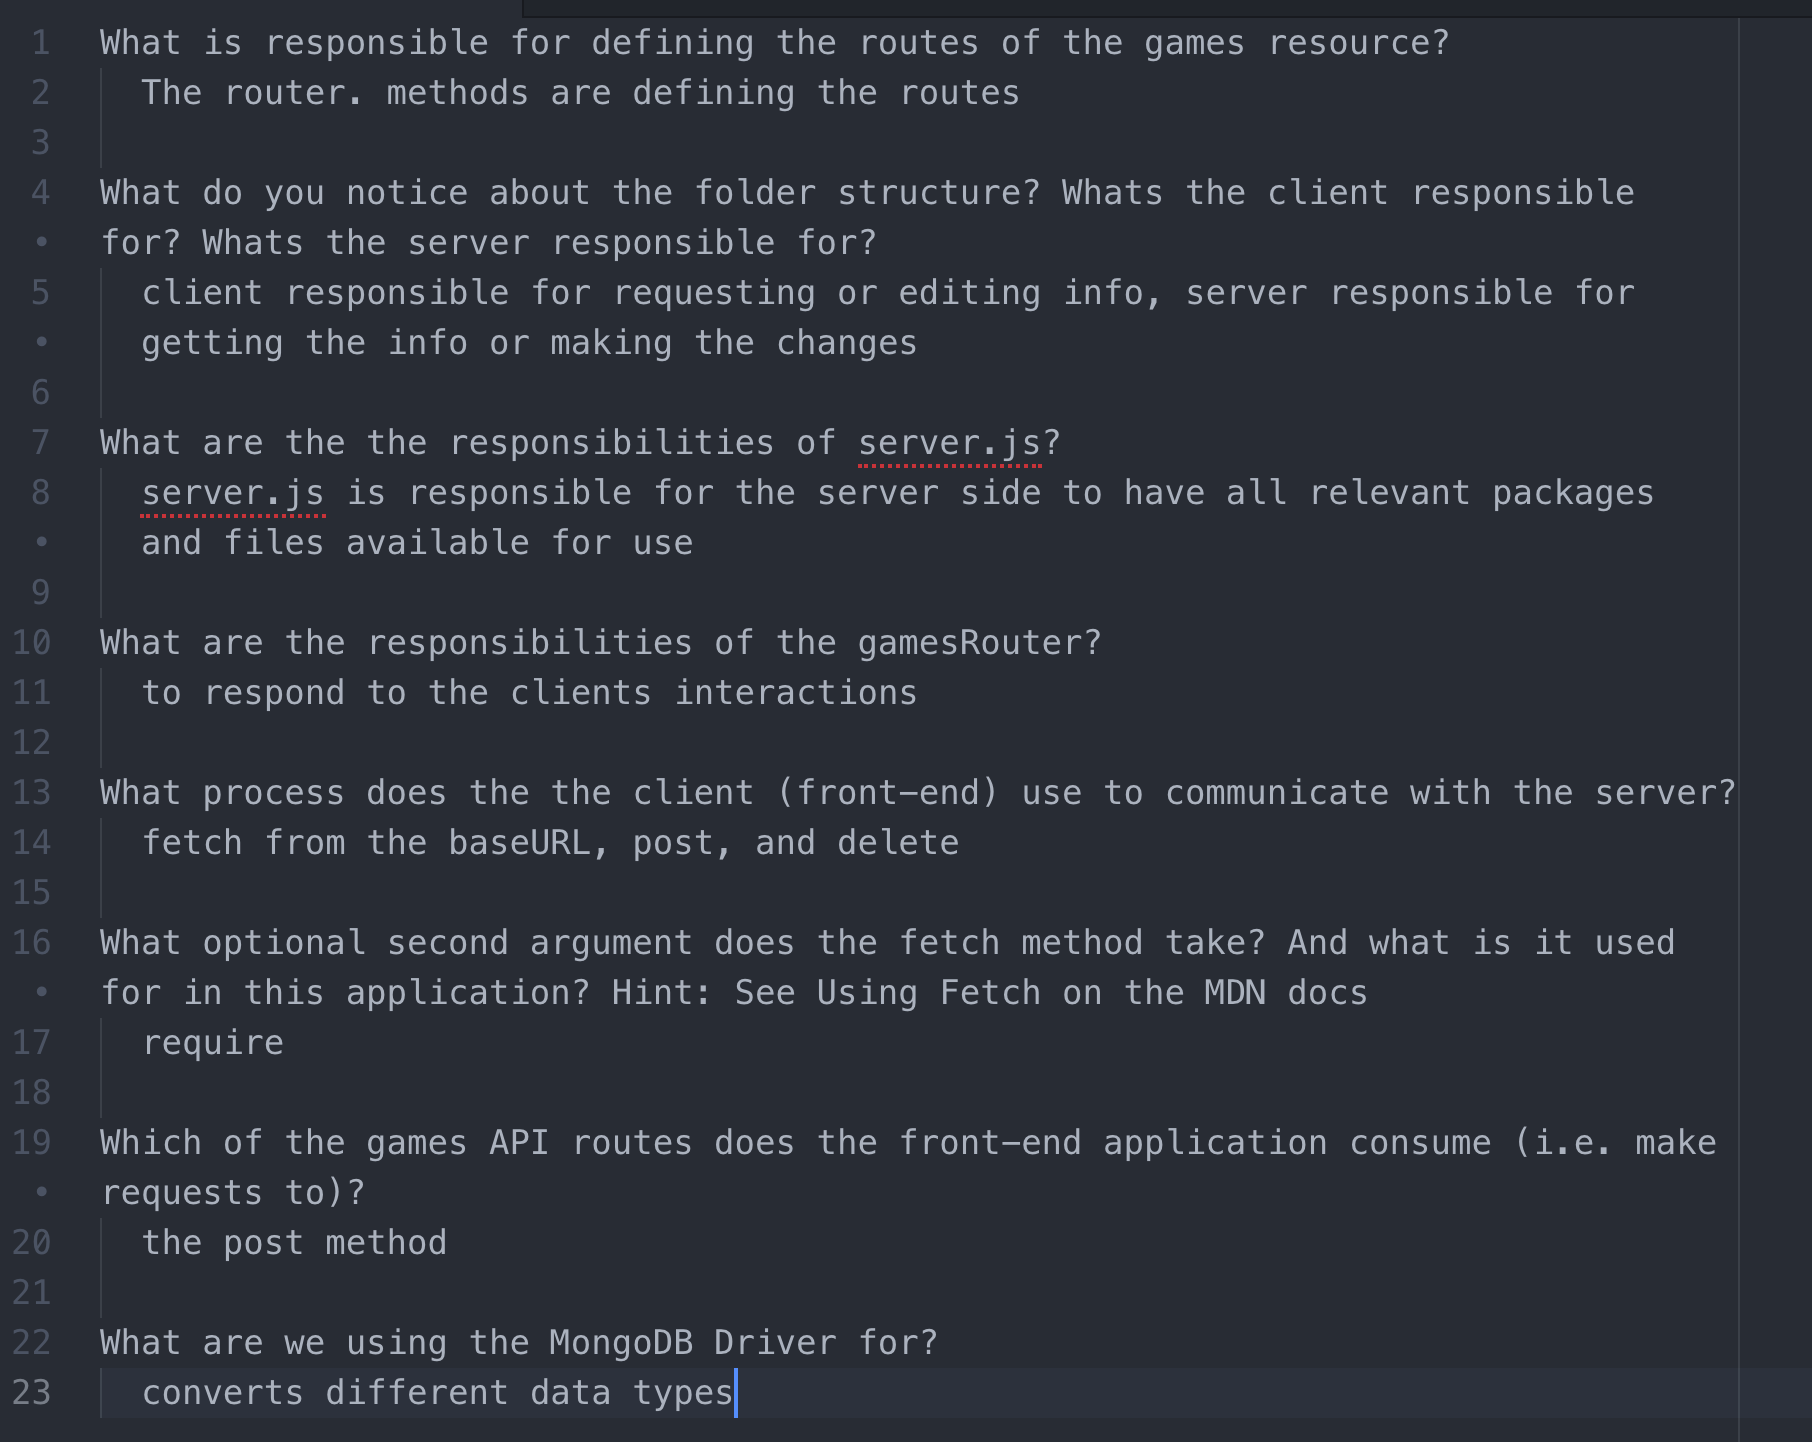 1 What is responsible for defining the routes of the games resource?
2 The router. methods are defining the routes
3
4 What do you notice about the folder structure? Whats the client responsible
• for? Whats the server responsible for?
5 client responsible for requesting or editing info, server responsible for
• getting the info or making the changes
6
7 What are the the responsibilities of server.js?
8 server.js is responsible for the server side to have all relevant packages
• and files available for use
9
10 What are the responsibilities of the gamesRouter?
11 to respond to the clients interactions
12
13 What process does the the client (front-end) use to communicate with the server?
14 fetch from the baseURL, post, and delete
15
16 What optional second argument does the fetch method take? And what is it used
• for in this application? Hint: See Using Fetch on the MDN docs
17 require
18
19 Which of the games API routes does the front-end application consume (i.e. make
• requests to)?
20 the post method
21
22 What are we using the MongoDB Driver for?
23 converts different data types